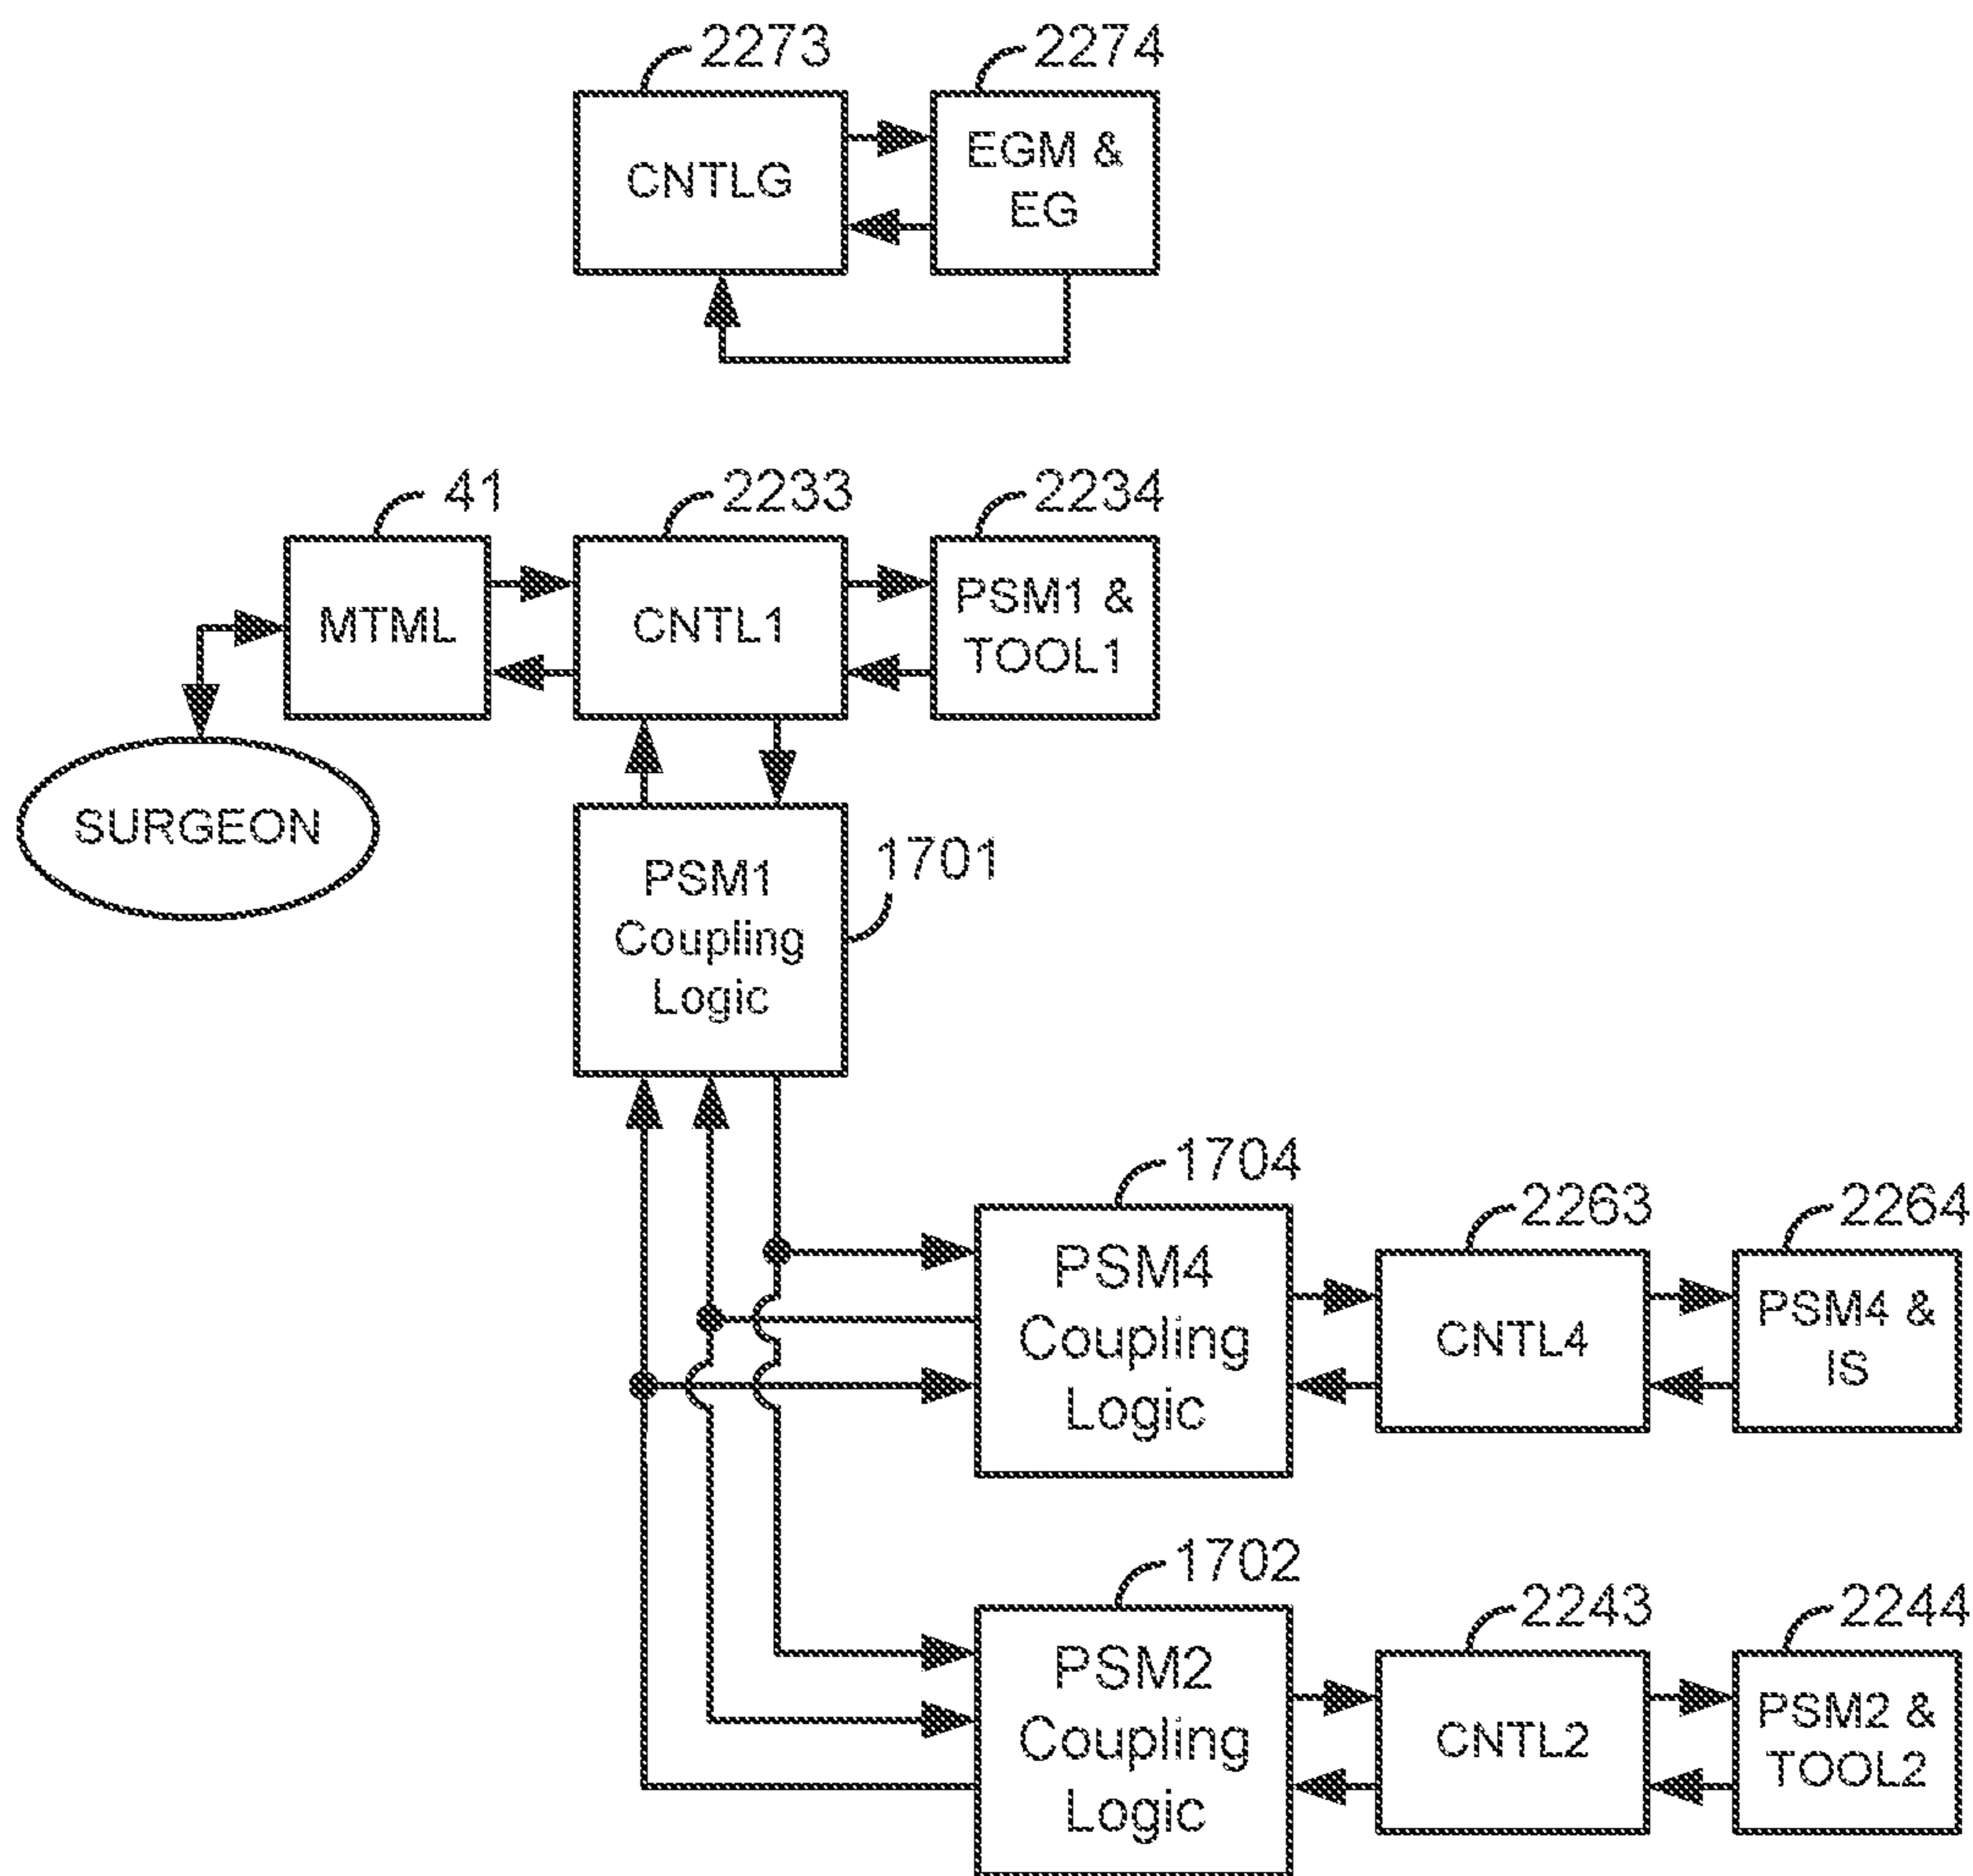 2273
2274
CNTLG
EGM &
EG
41
2233
2234
MTML
CNTL1
PSM1 &
TOOL1
SURGEON
PSM1
Coupling
Logic
1701
1704
2263
2264
PSM4
Coupling
Logic
CNTL4
PSM4 &
IS
1702
2243
2244
PSM2
Coupling
Logic
CNTL2
PSM2 &
TOOL2